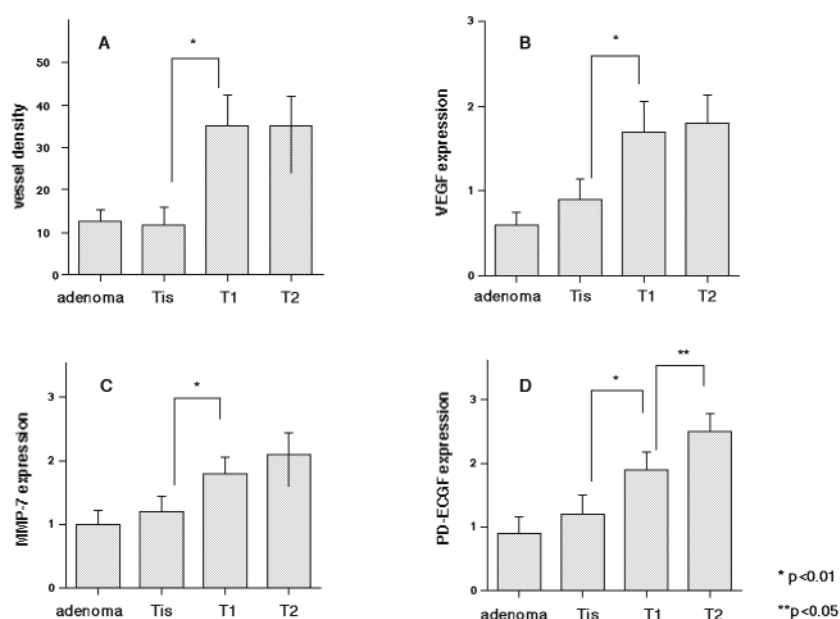 A
*
vessel density
50
40
30
20
10
0
adenoma Tis T1 T2
B
*
VEGF expression
3
2
1
0
adenoma Tis T1 T2
C
*
MMP-7 expression
3
2
1
0
adenoma Tis T1 T2
D
*
**
PD-ECGF expression
3
2
1
0
adenoma Tis T1 T2
* p<0.01
**p<0.05